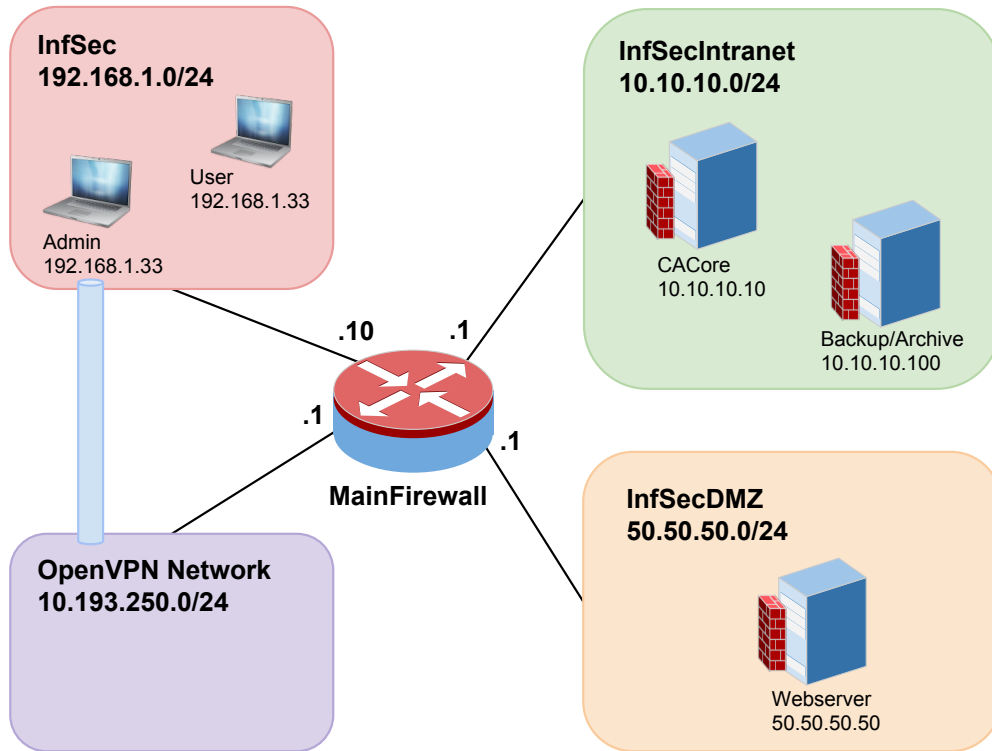 InfSec
192.168.1.0/24
User
192.168.1.33
Admin
192.168.1.33
InfSecIntranet
10.10.10.0/24
CACore
10.10.10.10
Backup/Archive
10.10.10.100
.10
.1
.1
.1
MainFirewall
OpenVPN Network
10.193.250.0/24
InfSecDMZ
50.50.50.0/24
Webserver
50.50.50.50